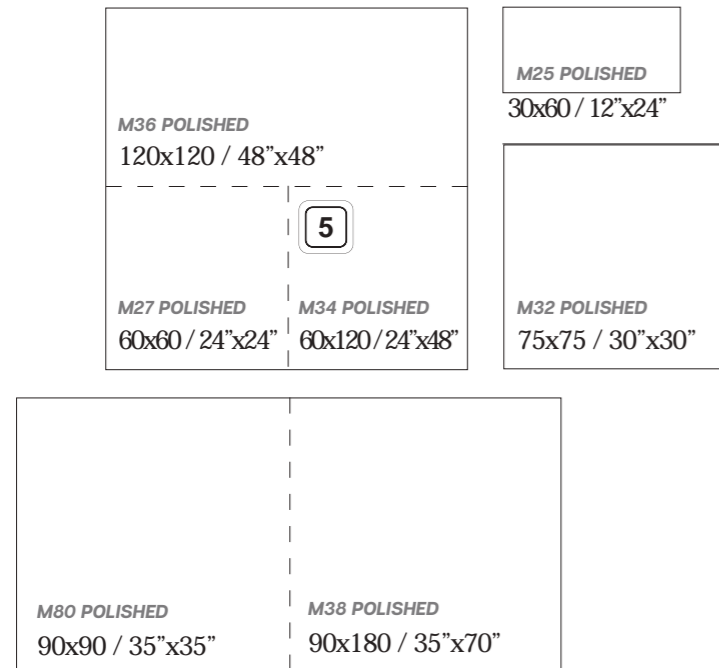 M36 POLISHED
120x120 / 48”x48”
M25 POLISHED
30x60 / 12”x24”
5
M27 POLISHED
60x60 / 24”x24”
M34 POLISHED
60x120 / 24”x48”
M32 POLISHED
75x75 / 30”x30”
M80 POLISHED
90x90 / 35”x35”
M38 POLISHED
90x180 / 35”x70”